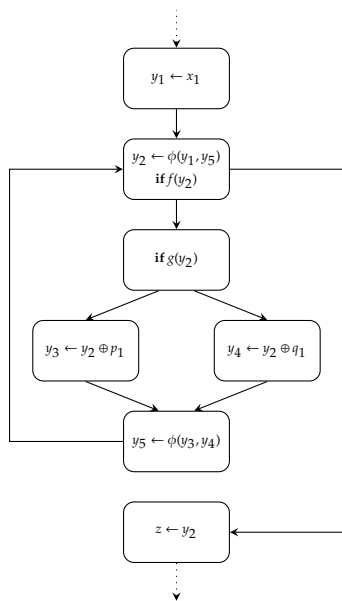 y₁ ← x₁
y₂ ← ϕ(y₁, y₅)
if f(y₂)
if g(y₂)
y₃ ← y₂ ⊕ p₁
y₄ ← y₂ ⊕ q₁
y₅ ← ϕ(y₃, y₄)
z ← y₂